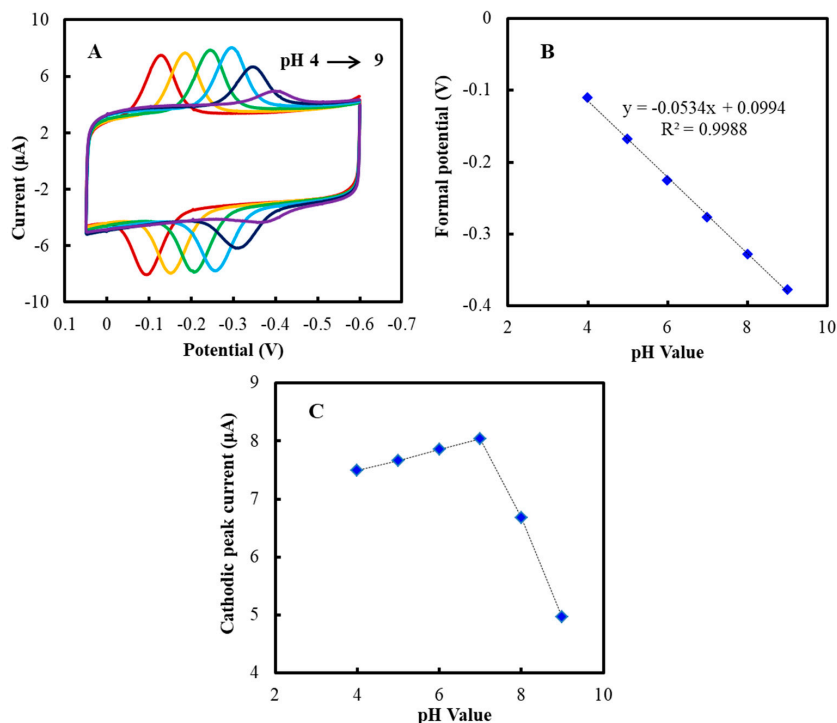 A
pH 4 → 9
10
6
2
-2
-6
-10
Current (µA)
0.1 0 -0.1 -0.2 -0.3 -0.4 -0.5 -0.6 -0.7
Potential (V)
B
y = -0.0534x + 0.0994
R² = 0.9988
0
-0.1
-0.2
-0.3
-0.4
Formal potential (V)
2 4 6 8 10
pH Value
C
9
8
7
6
5
4
Cathodic peak current (µA)
2 4 6 8 10
pH Value